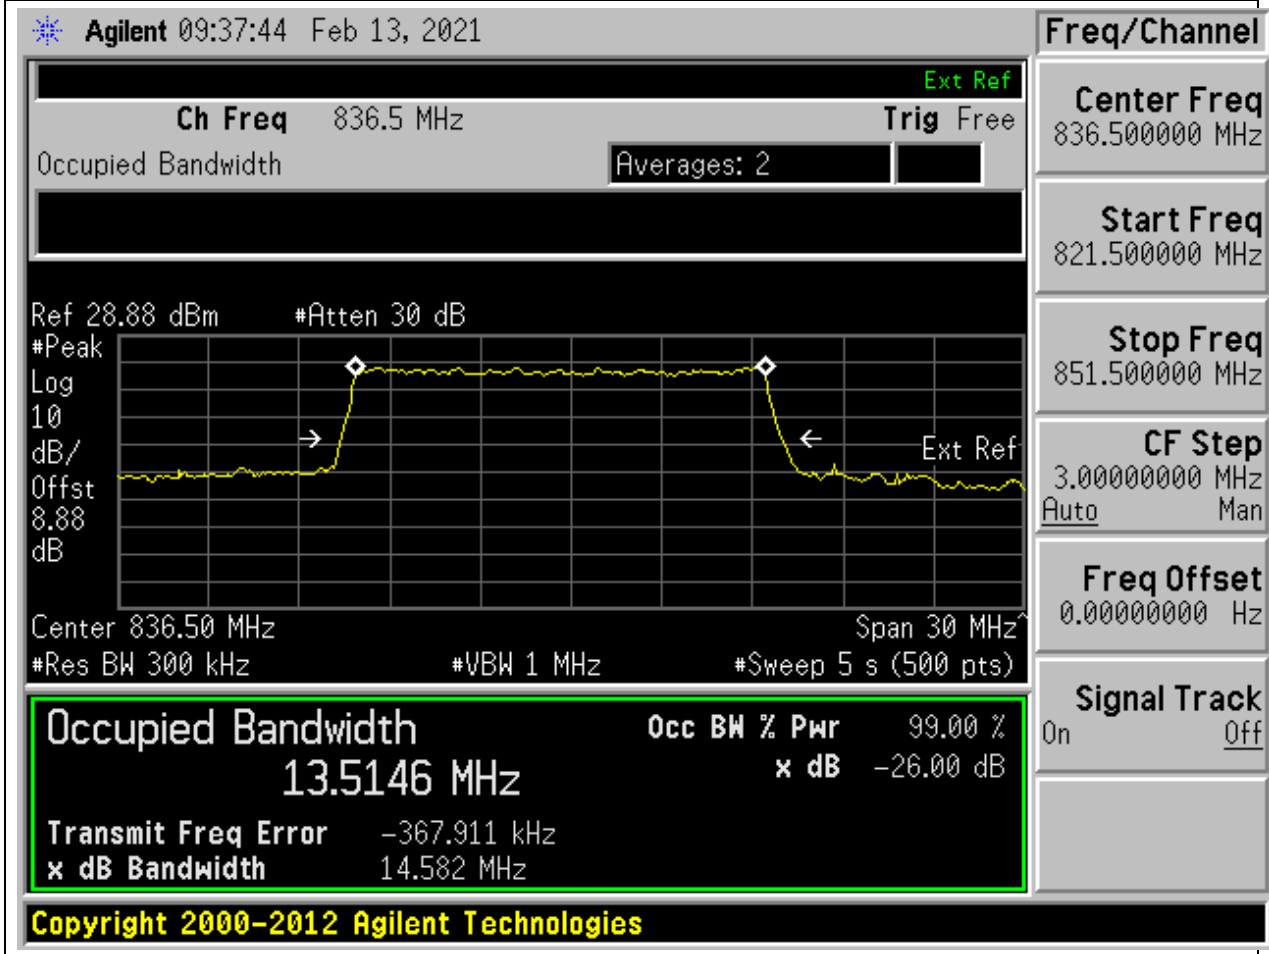 Agilent 09:37:44 Feb 13, 2021
Freq/Channel
Ext Ref
Ch Freq 836.5 MHz Trig Free
Occupied Bandwidth Averages: 2
Ref 28.88 dBm #Atten 30 dB
#Peak
Log
10
dB/
Offst
8.88
dB
Ext Ref
Center 836.50 MHz Span 30 MHz^
#Res BW 300 kHz #VBW 1 MHz #Sweep 5 s (500 pts)
Occupied Bandwidth
13.5146 MHz
Occ BW % Pwr 99.00 %
x dB -26.00 dB
Transmit Freq Error -367.911 kHz
x dB Bandwidth 14.582 MHz
Center Freq
836.500000 MHz
Start Freq
821.500000 MHz
Stop Freq
851.500000 MHz
CF Step
3.00000000 MHz
Auto Man
Freq Offset
0.00000000 Hz
Signal Track
On Off
Copyright 2000-2012 Agilent Technologies